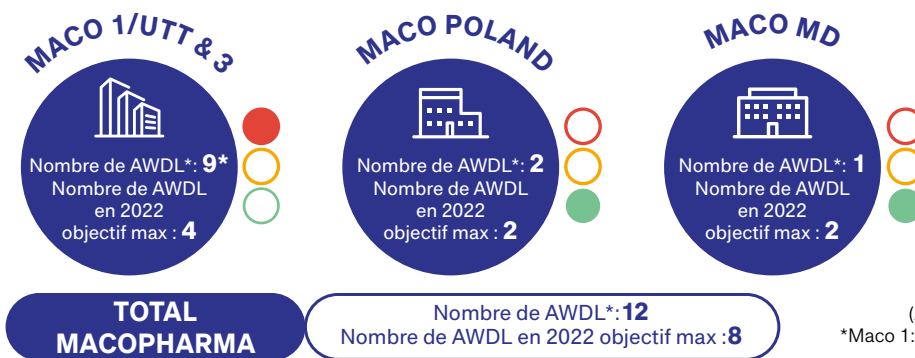 MACO 1/UTT & 3
Nombre de AWDL*: 9*
Nombre de AWDL
en 2022
objectif max : 4
MACO POLAND
Nombre de AWDL*: 2
Nombre de AWDL
en 2022
objectif max : 2
MACO MD
Nombre de AWDL*: 1
Nombre de AWDL
en 2022
objectif max : 2
TOTAL
MACOPHARMA
Nombre de AWDL*: 12
Nombre de AWDL en 2022 objectif max : 8
(
*Maco 1: